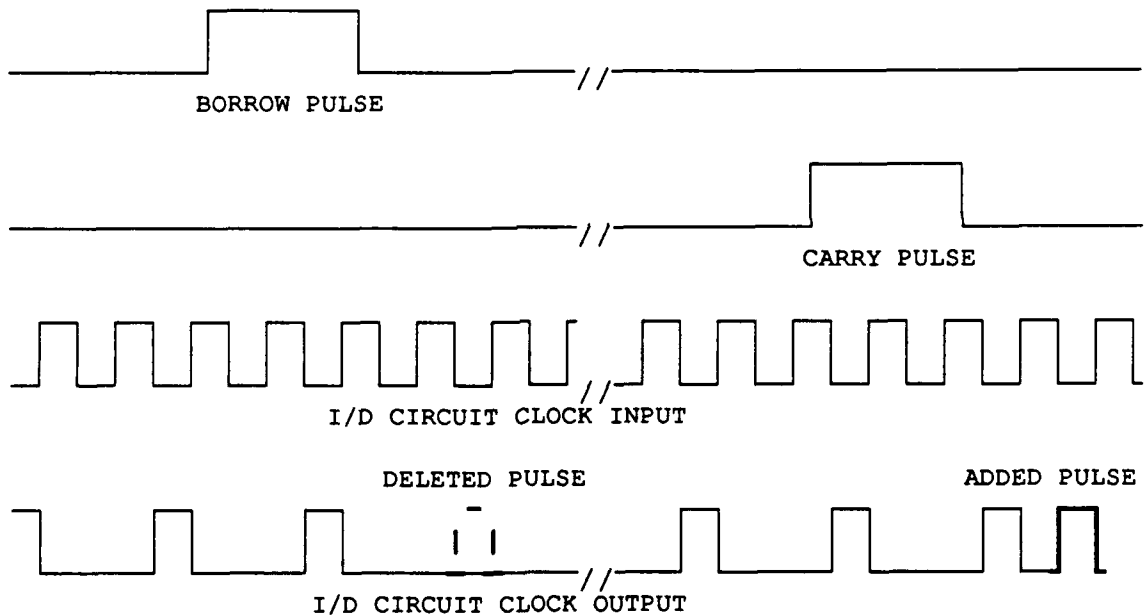 BORROW PULSE
CARRY PULSE
I/D CIRCUIT CLOCK INPUT
DELETED PULSE
ADDED PULSE
I/D CIRCUIT CLOCK OUTPUT